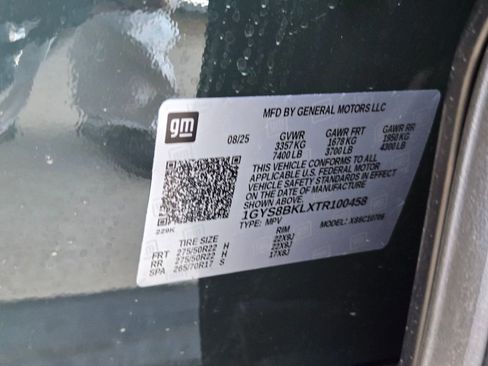 gm
MFD BY GENERAL MOTORS LLC
08/25 GVWR GAWR FRT GAWR RR
3357 KG 1678 KG 1950 KG
7400 LB 3700 LB 4300 LB
THIS VEHICLE CONFORMS TO ALL
APPLICABLE U.S. FEDERAL MOTOR
VEHICLE SAFETY STANDARDS IN EFFECT ON
THE DATE OF MANUFACTURE
SHOWN ABOVE.
1GYS8BKLXTR100458
229K TYPE: MPV MODEL:
TIRE SIZE RIM
FRT 275/50R22 H 22X9J
RR 275/50R22 H 22X9J
SPA 265/70R17 S 17X8J